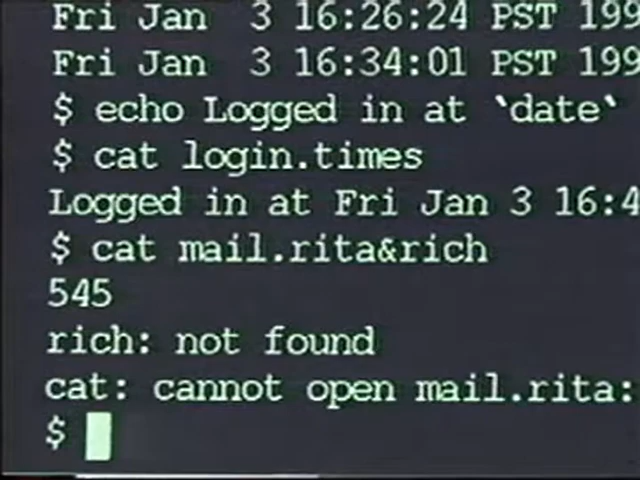 Fri Jan  3 16:26:24 PST 199
Fri Jan  3 16:34:01 PST 199
$ echo Logged in at `date`
$ cat login.times
Logged in at Fri Jan 3 16:4
$ cat mail.rita&rich
545
rich: not found
cat: cannot open mail.rita:
$